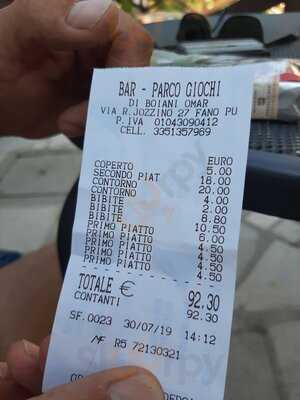 BAR - PARCO GIOCHI
DI BOIANI OMAR
VIA R.JOZZINO 27 FANO PU
P.IVA 01043090412
CELL. 3351357969
EURO
COPERTO 5.00
SECONDO PIAT 18.00
CONTORNO 20.00
CONTORNO 4.00
BIBITE 2.00
BIBITE 8.80
BIBITE 10.50
PRIMO PIATTO 6.00
PRIMO PIATTO 4.50
PRIMO PIATTO 4.50
PRIMO PIATTO 4.50
PRIMO PIATTO 4.50
TOTALE € 92.30
CONTANTI 92.30
SF.0023 30/07/19 14:12
MF R5 72130321